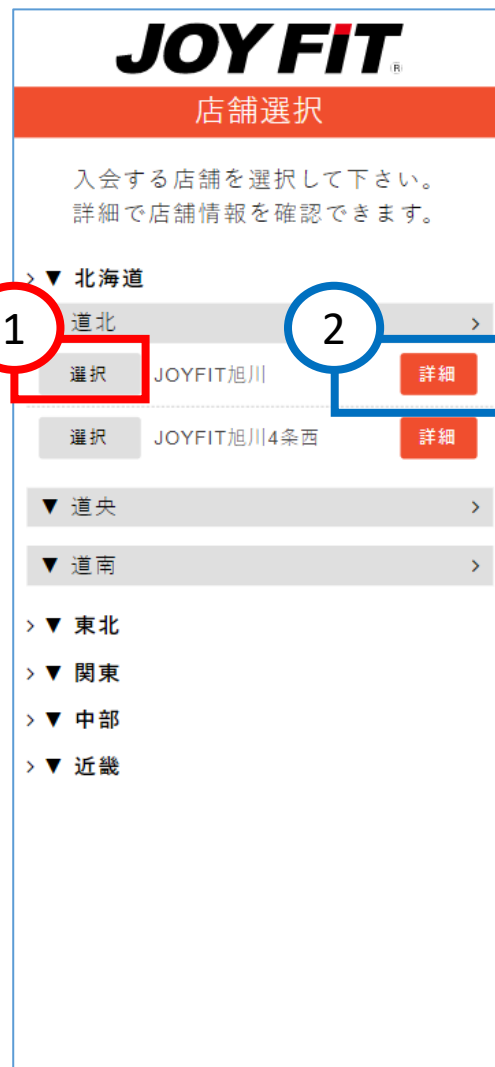 JOYFIT®
店舗選択
入会する店舗を選択して下さい。
詳細で店舗情報を確認できます。
> ▼ 北海道
1 道北 2 >
選択 JOYFIT旭川 詳細
選択 JOYFIT旭川4条西 詳細
▼ 道央 >
▼ 道南 >
> ▼ 東北
> ▼ 関東
> ▼ 中部
> ▼ 近畿